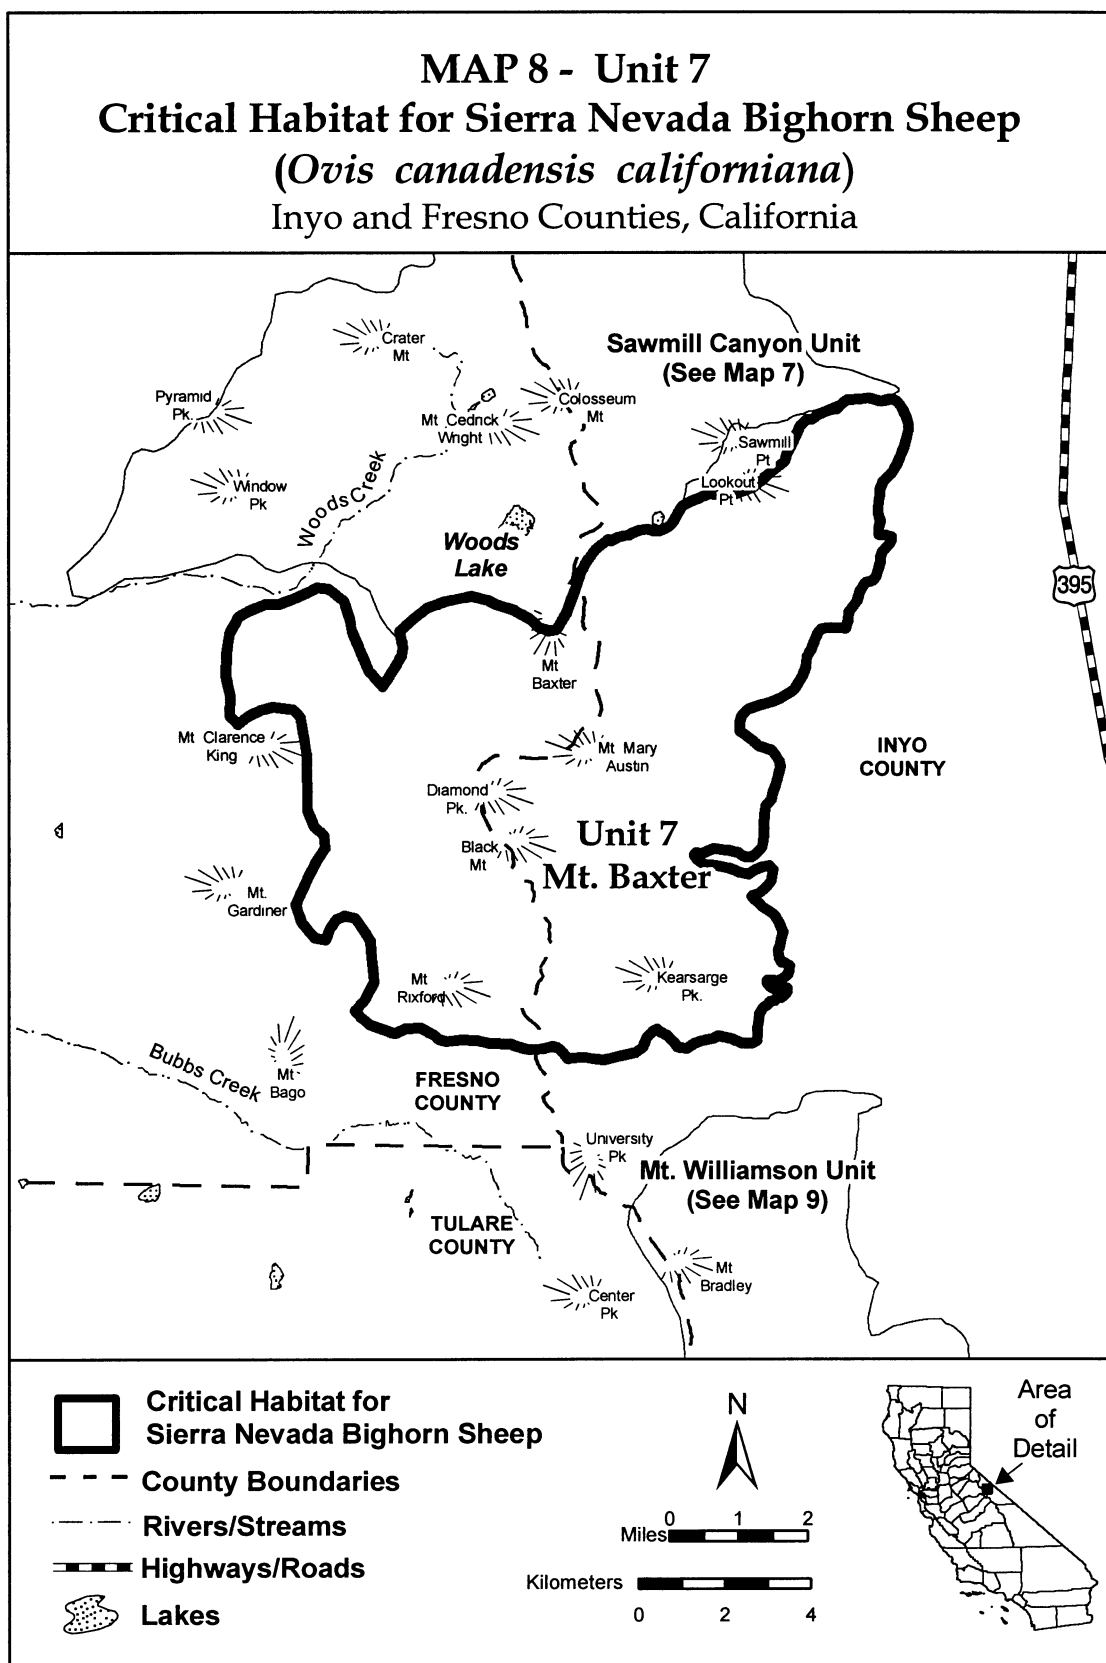 MAP 8 - Unit 7
Critical Habitat for Sierra Nevada Bighorn Sheep
(Ovis canadensis californiana)
Inyo and Fresno Counties, California
Crater
Mt
Sawmill Canyon Unit
(See Map 7)
Pyramid
Pk.
Colosseum
Mt
Mt Cedrick
Wright
Sawmill
Pt
Window
Pk
Woods Creek
Lookout
Pt
Woods
Lake
395
Mt
Baxter
Mt Clarence
King
Mt Mary
Austin
INYO
COUNTY
Diamond
Pk.
Black
Mt
Unit 7
Mt. Baxter
Mt.
Gardiner
Mt
Rixford
Kearsarge
Pk.
Bubbs Creek
Mt
Bago
FRESNO
COUNTY
University
Pk
Mt. Williamson Unit
(See Map 9)
TULARE
COUNTY
Mt
Bradley
Center
Pk
Critical Habitat for
Sierra Nevada Bighorn Sheep
County Boundaries
Rivers/Streams
Highways/Roads
Lakes
N
0 1 2
Miles
Kilometers
0 2 4
Area
of
Detail